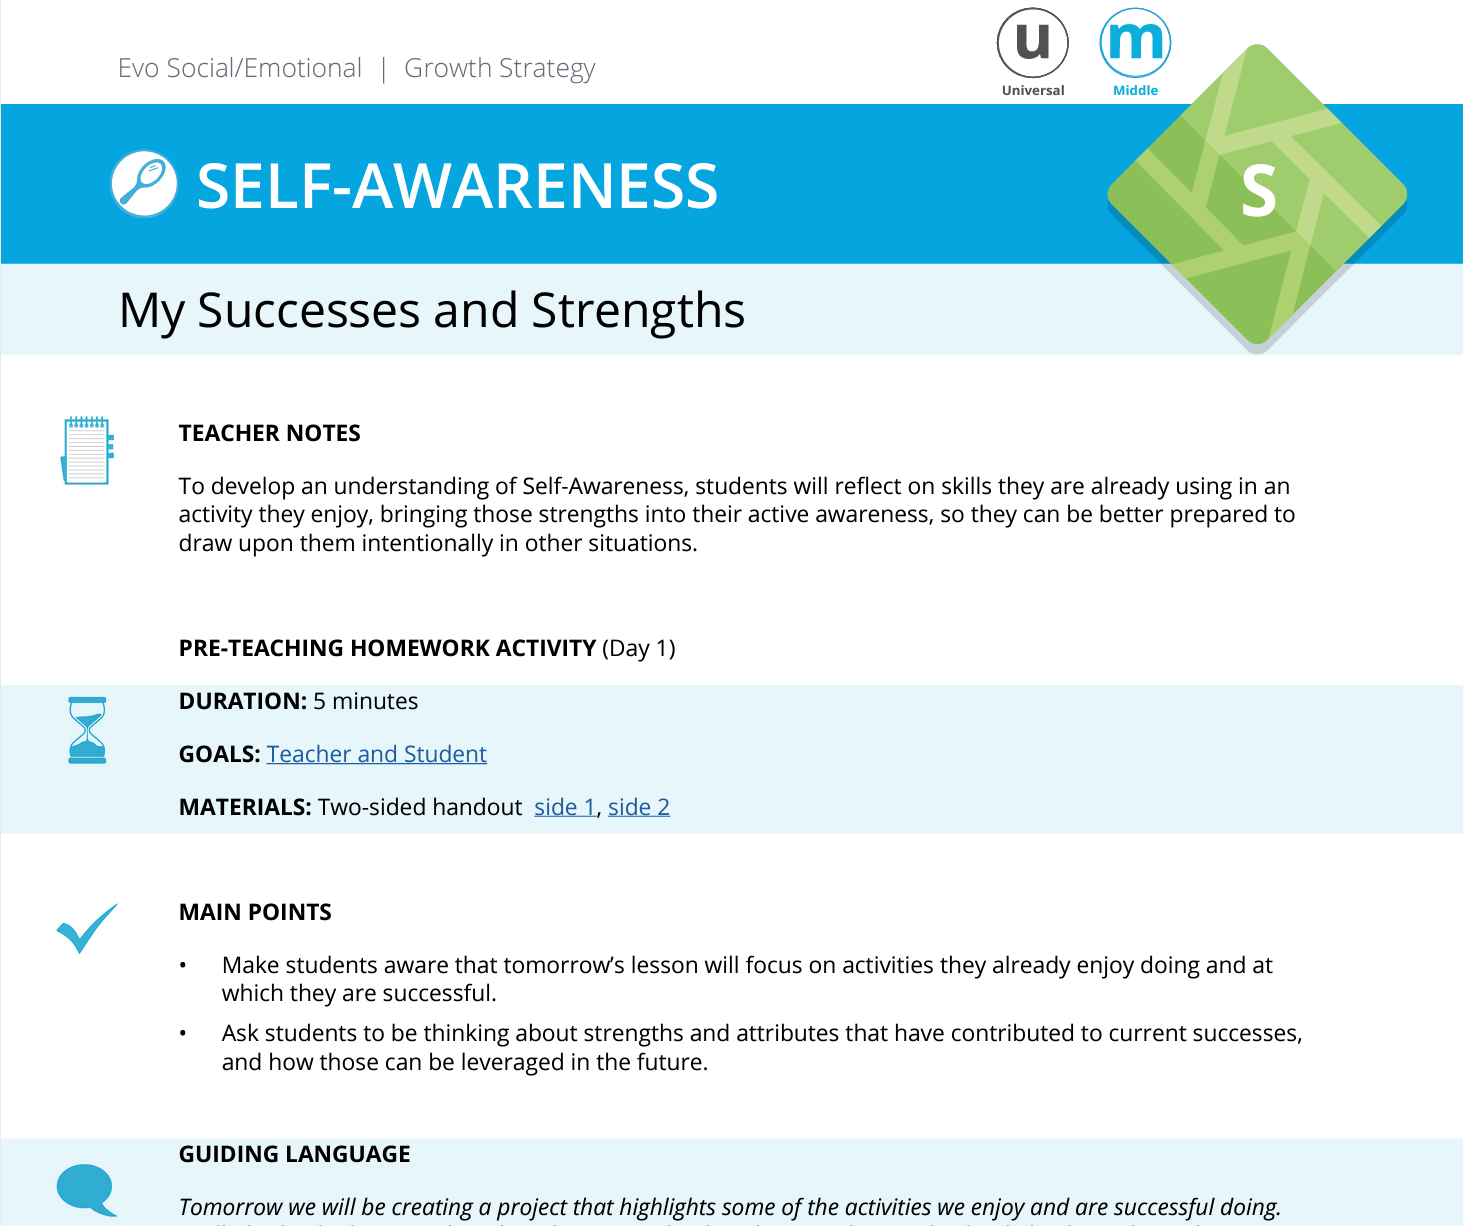 Evo Social/Emotional | Growth Strategy
u
m
Universal
Middle
SELF-AWARENESS
S
My Successes and Strengths
TEACHER NOTES
To develop an understanding of Self-Awareness, students will reflect on skills they are already using in an
activity they enjoy, bringing those strengths into their active awareness, so they can be better prepared to
draw upon them intentionally in other situations.
PRE-TEACHING HOMEWORK ACTIVITY (Day 1)
DURATION: 5 minutes
GOALS: Teacher and Student
MATERIALS: Two-sided handout side 1, side 2
MAIN POINTS
• Make students aware that tomorrow’s lesson will focus on activities they already enjoy doing and at
which they are successful.
• Ask students to be thinking about strengths and attributes that have contributed to current successes,
and how those can be leveraged in the future.
GUIDING LANGUAGE
Tomorrow we will be creating a project that highlights some of the activities we enjoy and are successful doing.